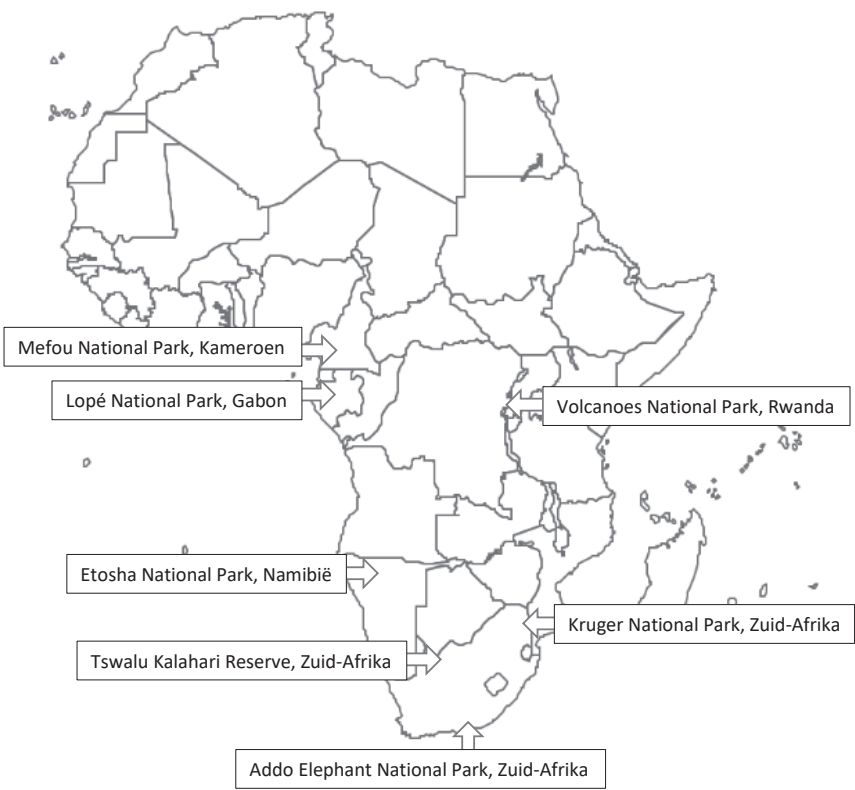 Mefou National Park, Kameroen
Lopé National Park, Gabon
Volcanoes National Park, Rwanda
Etosha National Park, Namibië
Kruger National Park, Zuid-Afrika
Tswalu Kalahari Reserve, Zuid-Afrika
Addo Elephant National Park, Zuid-Afrika